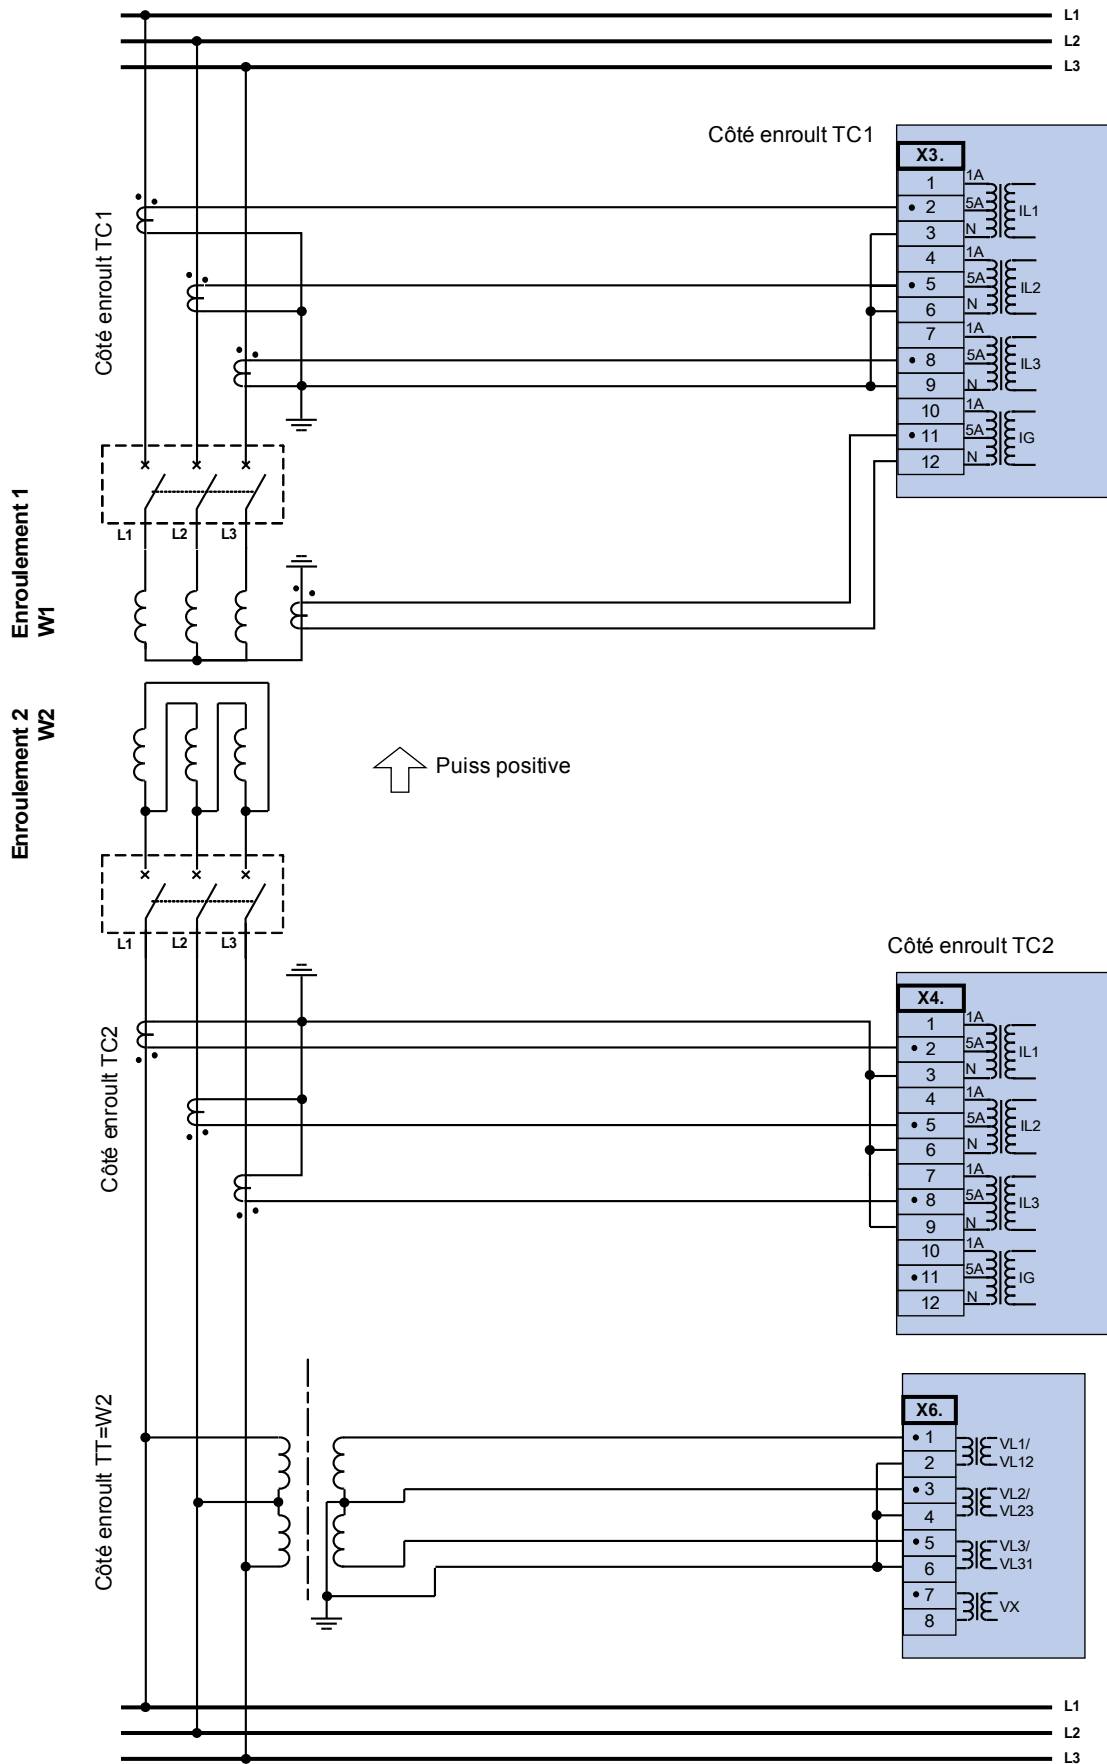 L1
L2
L3
Côté enroult TC1
X3.
1 1A
• 2 5A IL1
3 N
4 1A
• 5 5A IL2
6 N
7 1A
• 8 5A IL3
9 N
10 1A
• 11 5A IG
12 N
Côté enroult TC1
L1 L2 L3
Enroulement 1
W1
Enroulement 2
W2
Puiss positive
L1 L2 L3
Côté enroult TC2
Côté enroult TC2
X4.
1 1A
• 2 5A IL1
3 N
4 1A
• 5 5A IL2
6 N
7 1A
• 8 5A IL3
9 N
10 1A
• 11 5A IG
12 N
Côté enroult TT=W2
X6.
• 1 VL1/
2 VL12
• 3 VL2/
4 VL23
• 5 VL3/
6 VL31
• 7 VX
8
L1
L2
L3